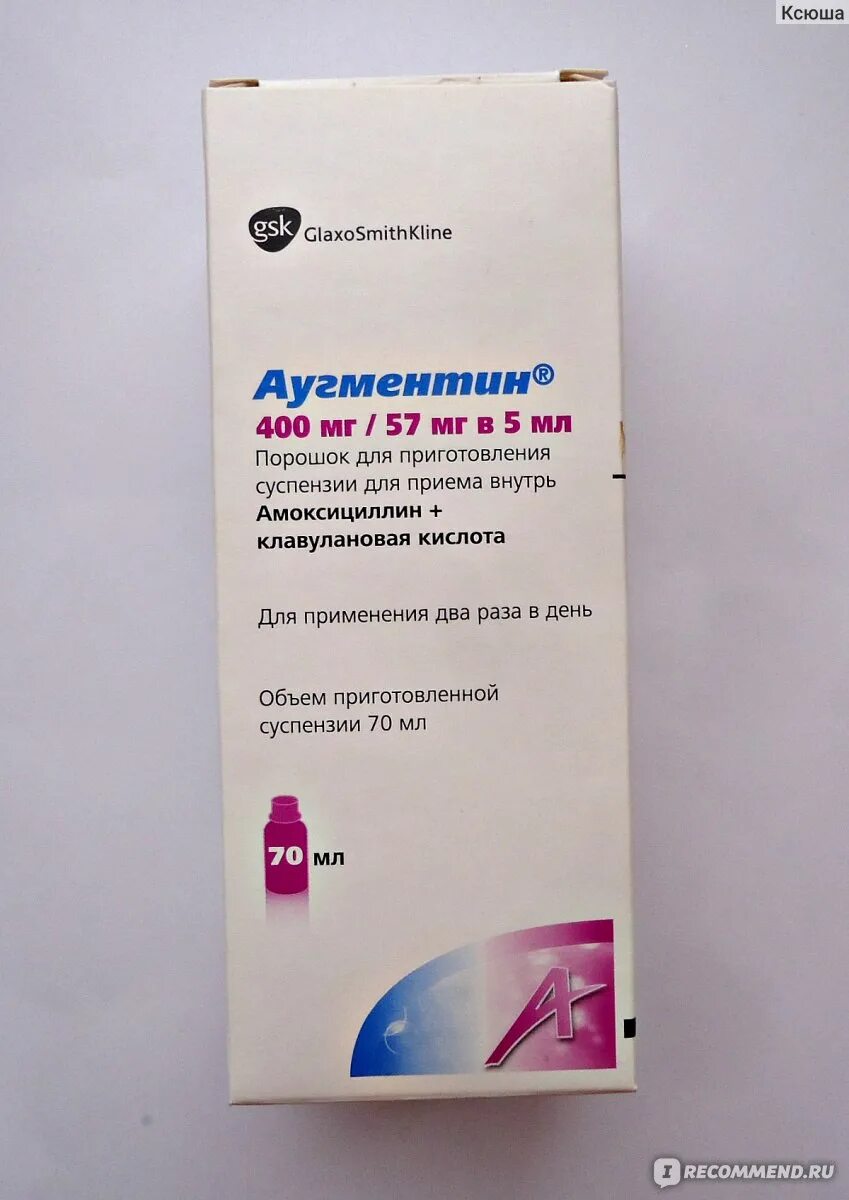 Ксюша
gsk GlaxoSmithKline
Аугментин®
400 мг / 57 мг в 5 мл
Порошок для приготовления
суспензии для приема внутрь
Амоксициллин +
клавулановая кислота
Для применения два раза в день
Объем приготовленной
суспензии 70 мл
70 мл
A
IRECOMMEND.RU